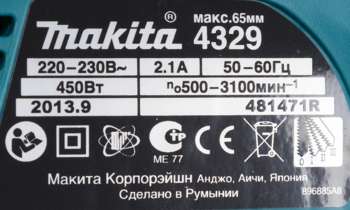 макс.65мм
makita® 4329
220–230В~ 2.1А 50–60Гц
450Вт n₀500–3100мин⁻¹
2013.9 481471R
ME 77
Макита Корпорэйшн Анджо, Аичи, Япония
Сделано в Румынии 896885A8